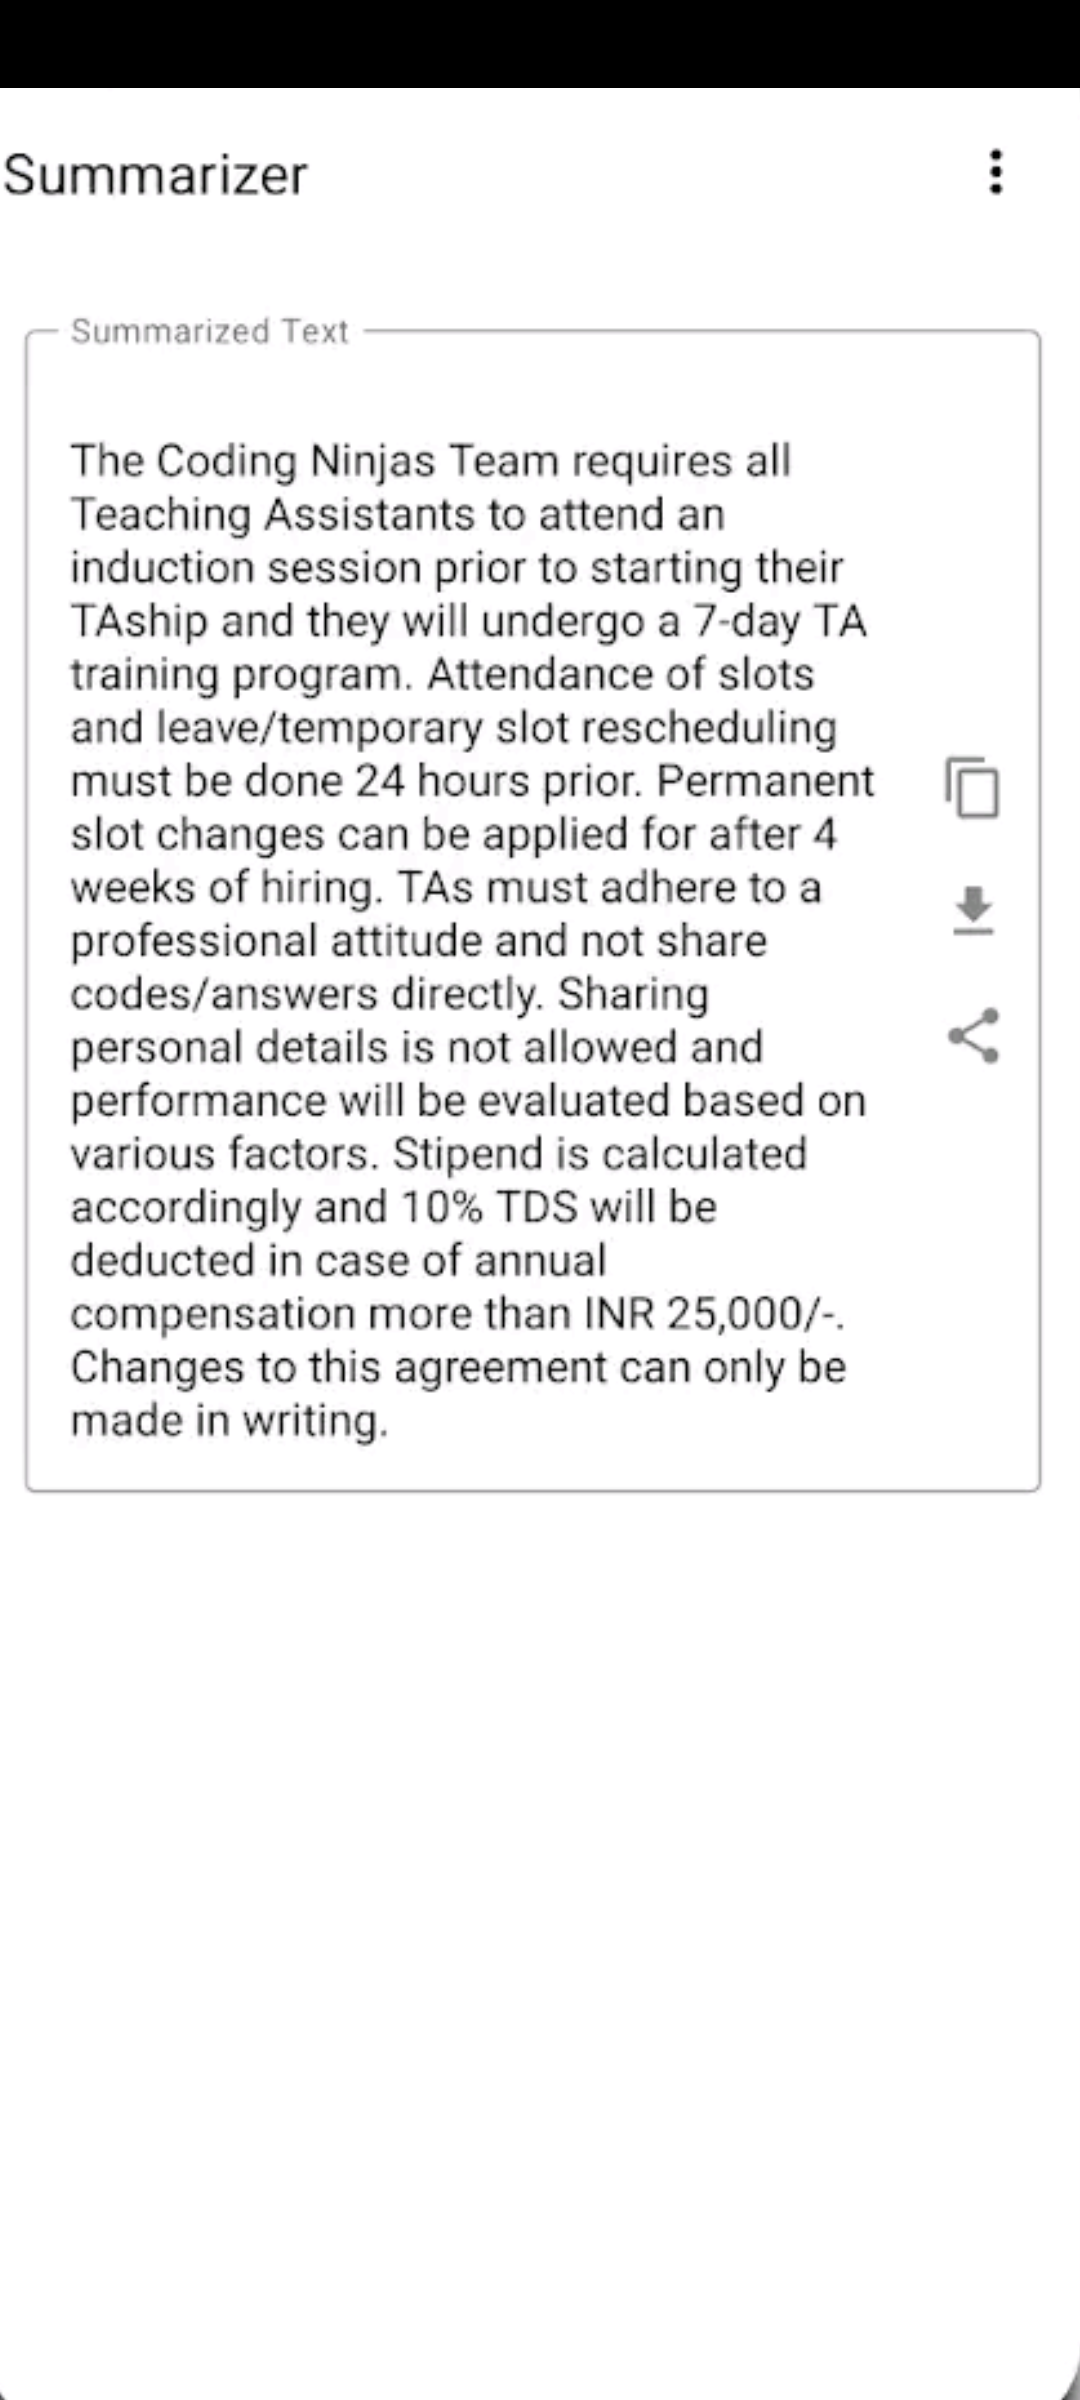 Summarizer
Summarized Text
The Coding Ninjas Team requires all
Teaching Assistants to attend an
induction session prior to starting their
TAship and they will undergo a 7-day TA
training program. Attendance of slots
and leave/temporary slot rescheduling
must be done 24 hours prior. Permanent
slot changes can be applied for after 4
weeks of hiring. TAs must adhere to a
professional attitude and not share
codes/answers directly. Sharing
personal details is not allowed and
performance will be evaluated based on
various factors. Stipend is calculated
accordingly and 10% TDS will be
deducted in case of annual
compensation more than INR 25,000/-.
Changes to this agreement can only be
made in writing.